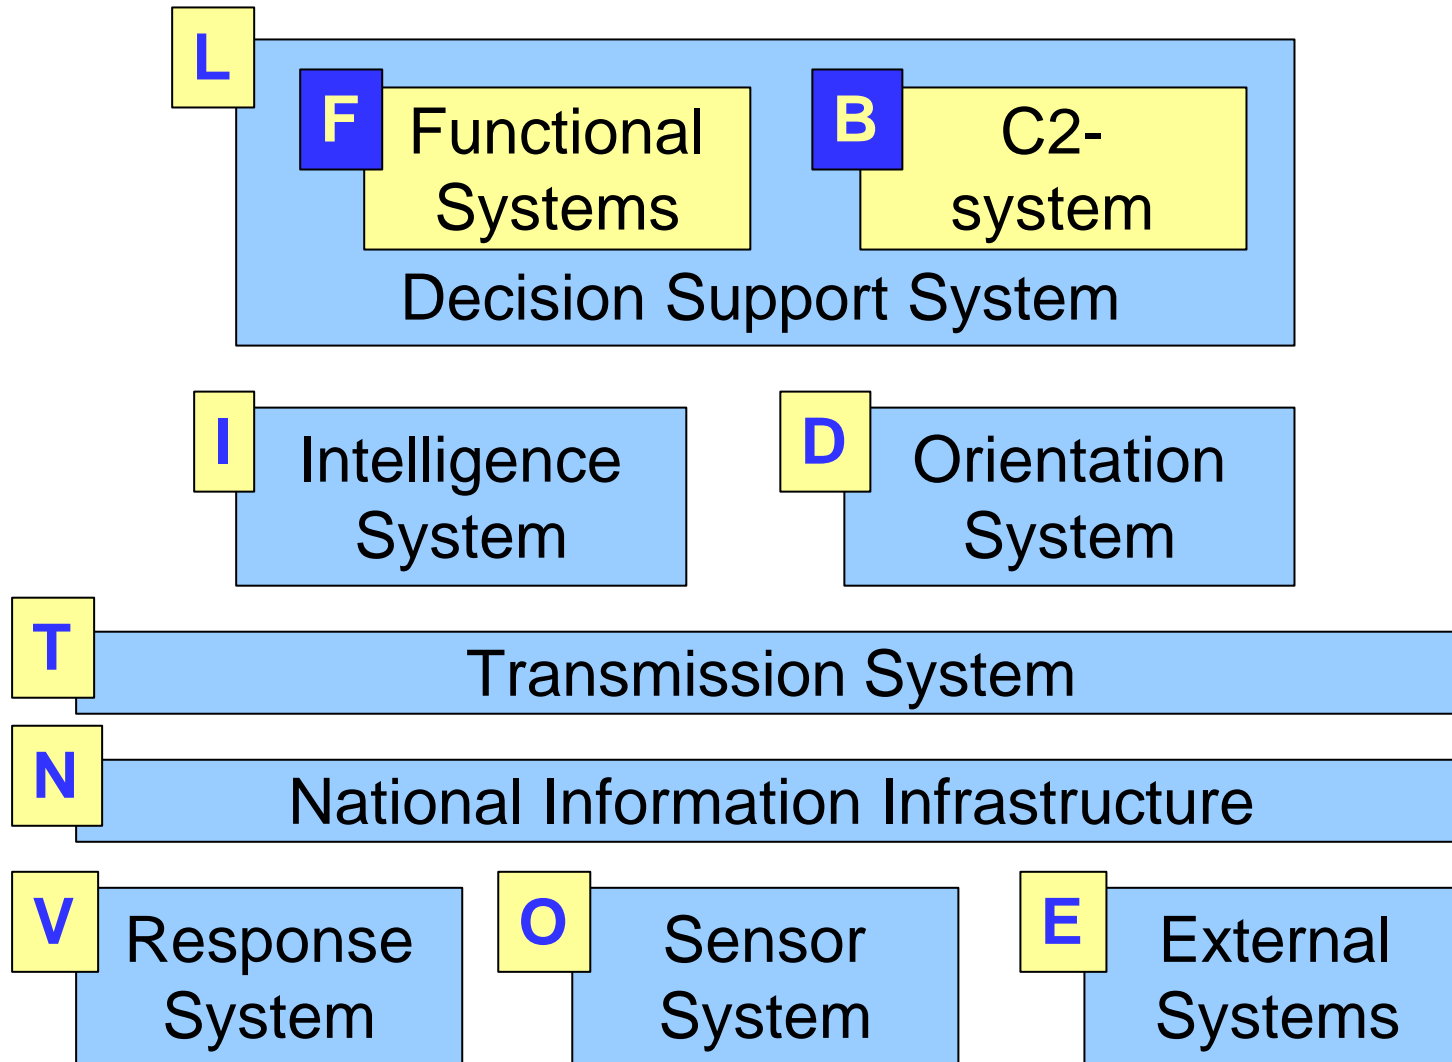 L
F
Functional
Systems
B
C2-
system
Decision Support System
I
Intelligence
System
D
Orientation
System
T
Transmission System
N
National Information Infrastructure
V
Response
System
O
Sensor
System
E
External
Systems